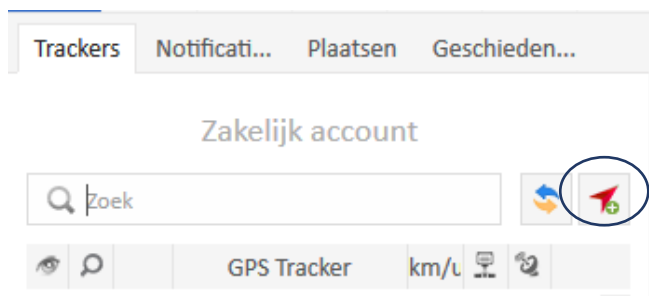 Trackers Notificati... Plaatsen Geschieden...
Zakelijk account
Zoek
GPS Tracker km/u